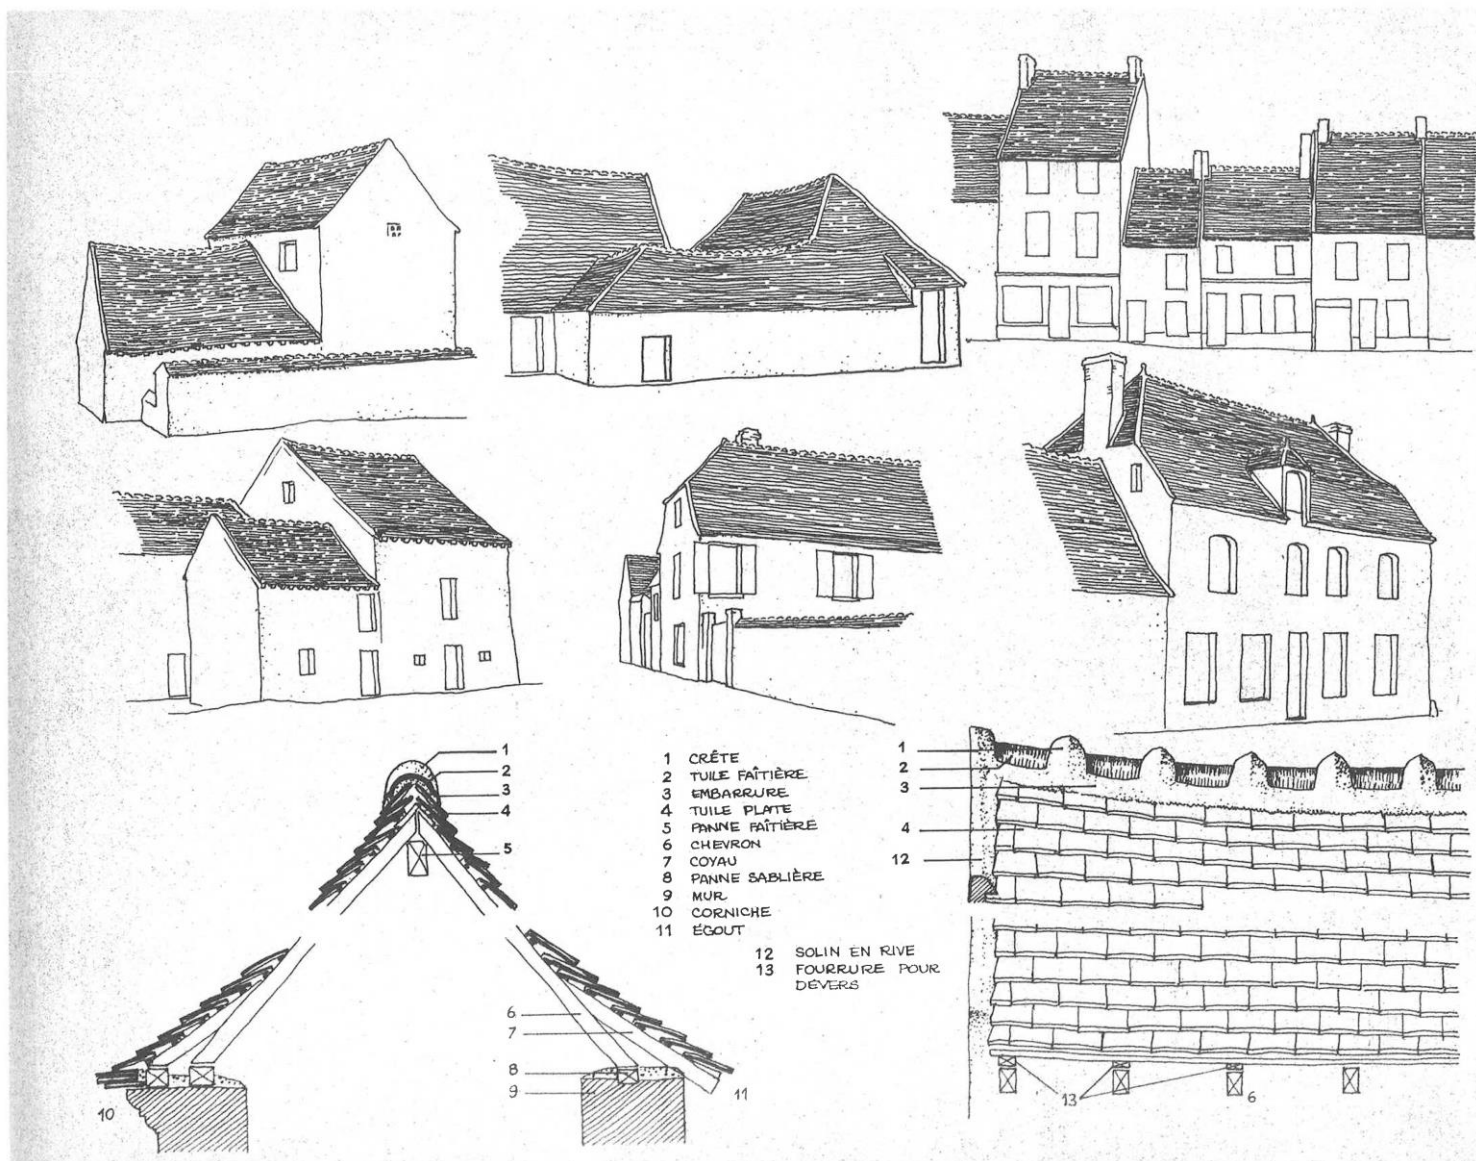 1
2
3
4
5
1 CRÊTE
2 TUILE FAÎTIÈRE
3 EMBARRURE
4 TUILE PLATE
5 PANNE FAÎTIÈRE
6 CHEVRON
7 COYAU
8 PANNE SABLIÈRE
9 MUR
10 CORNICHE
11 EGOUT
12 SOLIN EN RIVE
13 FOURRURE POUR
DÉVERS
1
2
3
4
12
6
7
8
9
10
11
13
6